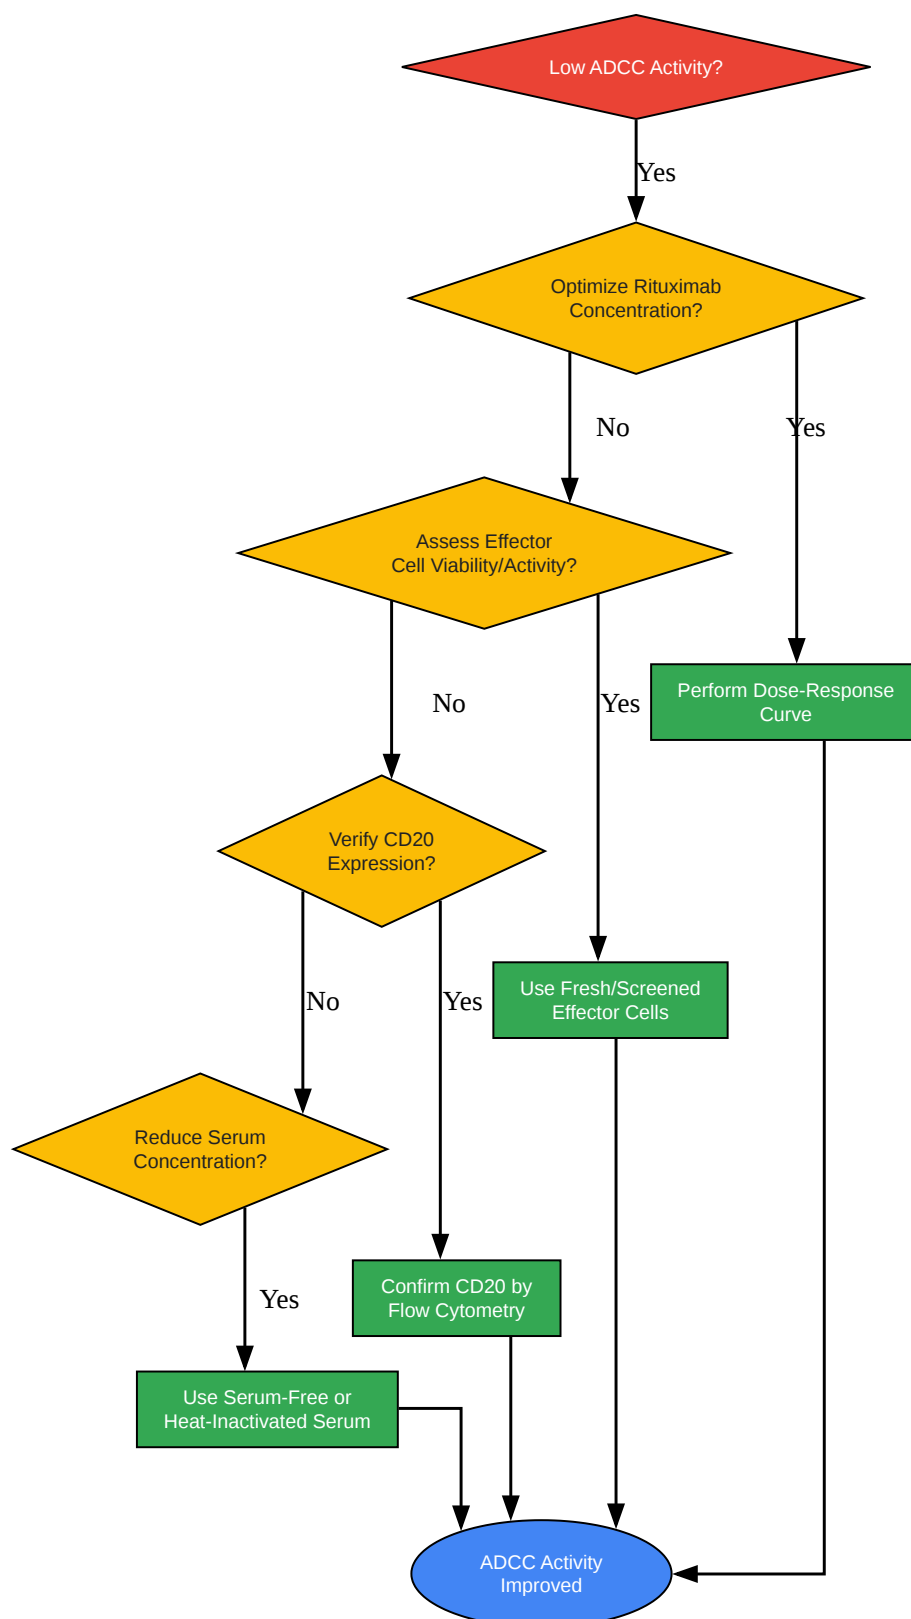 Low ADCC Activity?
Yes
Optimize Rituximab
Concentration?
No
Yes
Assess Effector
Cell Viability/Activity?
Perform Dose-Response
Curve
No
Yes
Verify CD20
Expression?
Use Fresh/Screened
Effector Cells
No
Yes
Reduce Serum
Concentration?
Confirm CD20 by
Flow Cytometry
Yes
Use Serum-Free or
Heat-Inactivated Serum
ADCC Activity
Improved